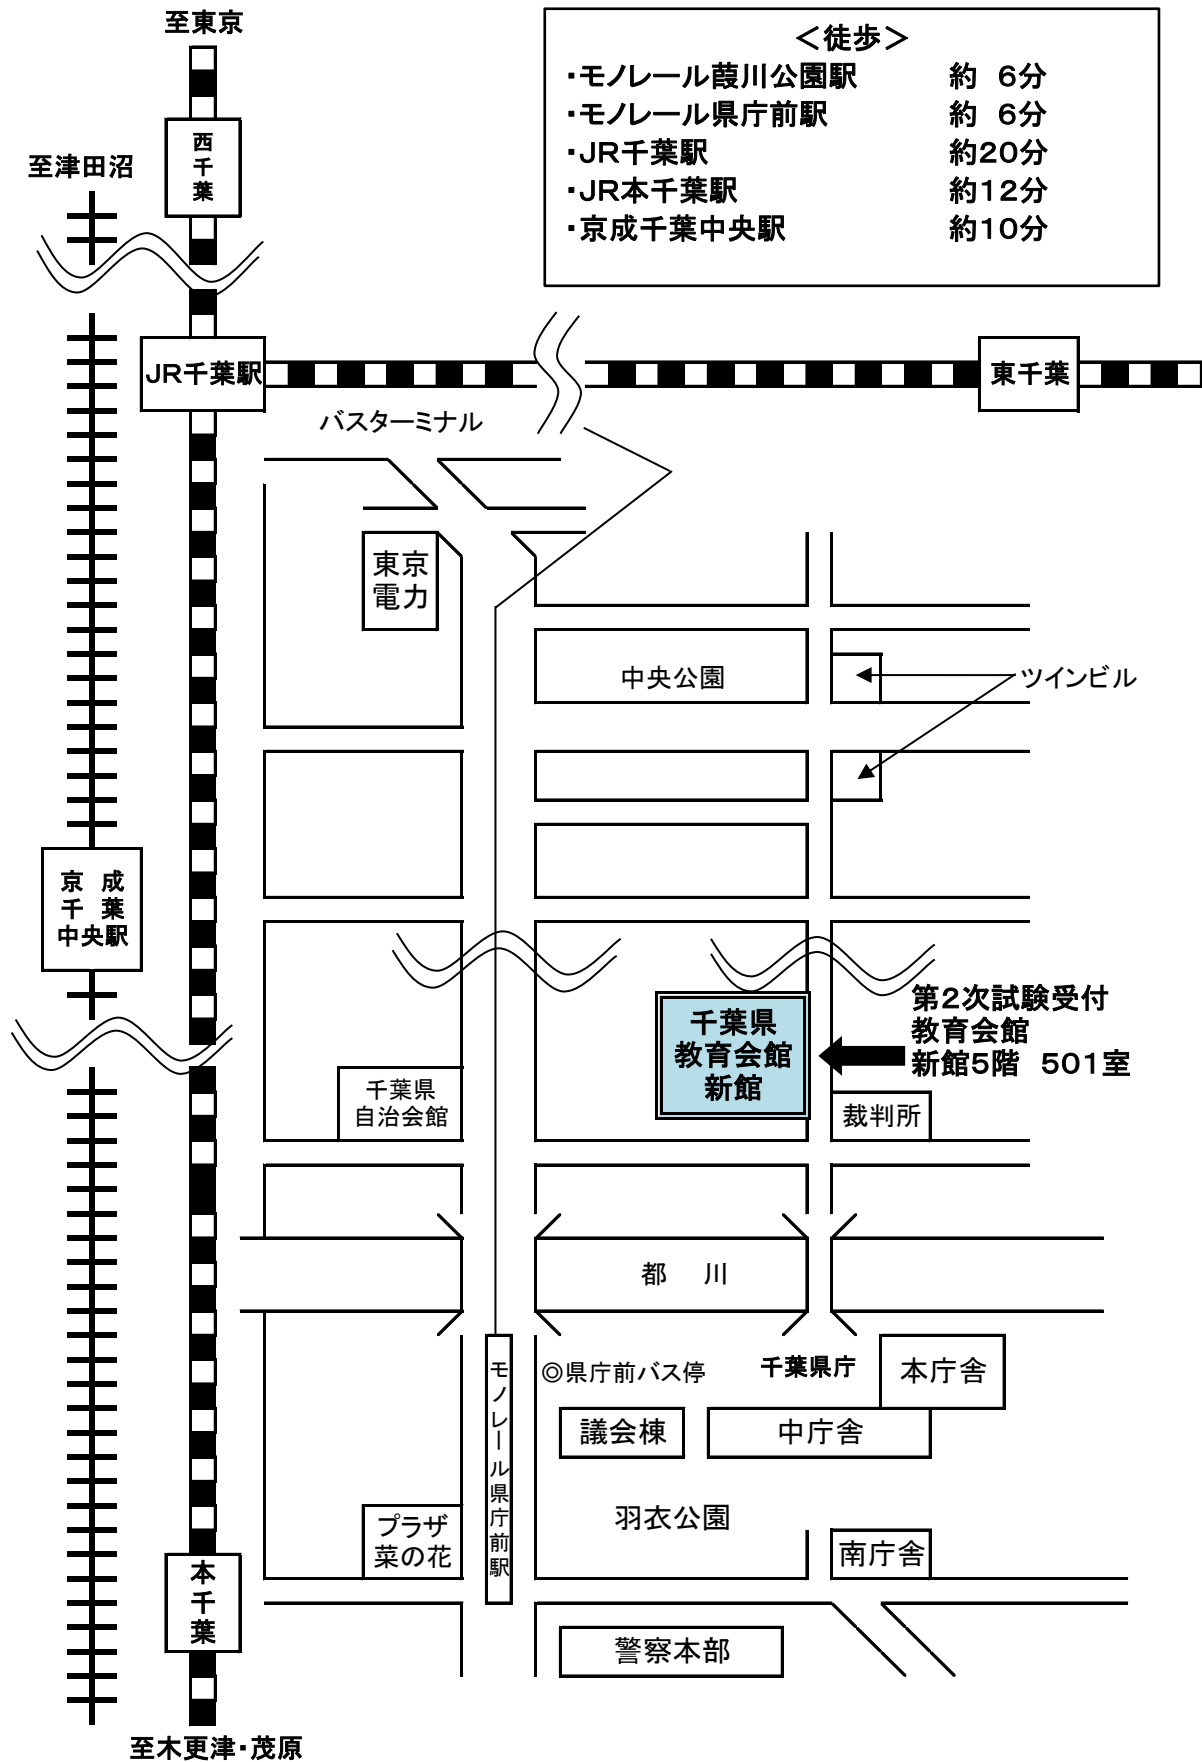 至東京
＜徒歩＞
・モノレール葭川公園駅　約　6分
・モノレール県庁前駅　約　6分
・JR千葉駅　約20分
・JR本千葉駅　約12分
・京成千葉中央駅　約10分
西千葉
至津田沼
JR千葉駅
東千葉
バスターミナル
東京
電力
中央公園
ツインビル
京　成
千　葉
中央駅
千葉県
教育会館
新館
第2次試験受付
教育会館
新館5階　501室
千葉県
自治会館
裁判所
都　川
モノレール県庁前駅
◎県庁前バス停
千葉県庁
本庁舎
議会棟
中庁舎
羽衣公園
プラザ
菜の花
南庁舎
本千葉
警察本部
至木更津・茂原